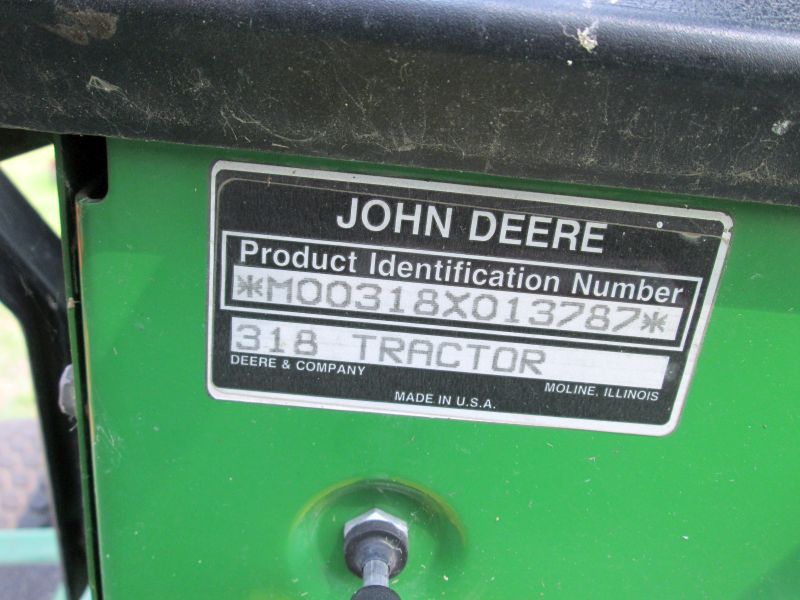 JOHN DEERE
Product Identification Number
*M00318X013787*
318 TRACTOR
DEERE & COMPANY MOLINE, ILLINOIS
MADE IN U.S.A.